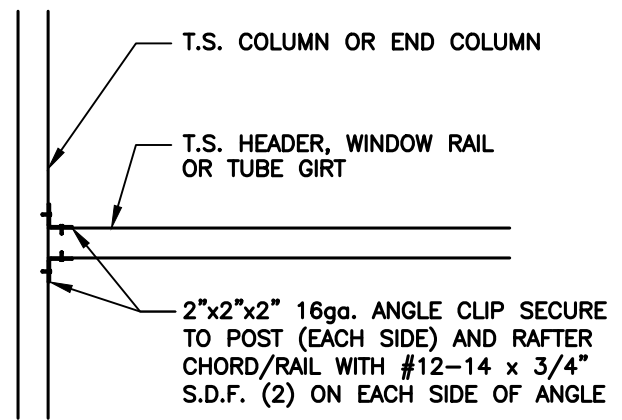 T.S. COLUMN OR END COLUMN
T.S. HEADER, WINDOW RAIL
OR TUBE GIRT
2"x2"x2" 16ga. ANGLE CLIP SECURE
TO POST (EACH SIDE) AND RAFTER
CHORD/RAIL WITH #12-14 x 3/4"
S.D.F. (2) ON EACH SIDE OF ANGLE